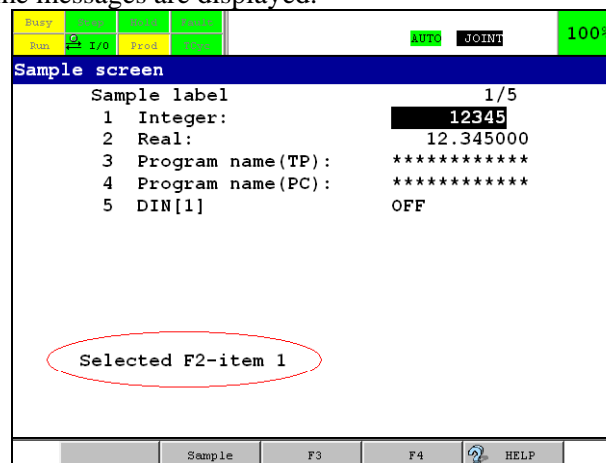 ne messages are displayed.
Busy Step Hold Fault
Run I/O Prod TCyc
AUTO JOINT 100%
Sample screen
Sample label 1/5
1 Integer: 12345
2 Real: 12.345000
3 Program name(TP): ************
4 Program name(PC): ************
5 DIN[1] OFF
Selected F2-item 1
Sample F3 F4 HELP